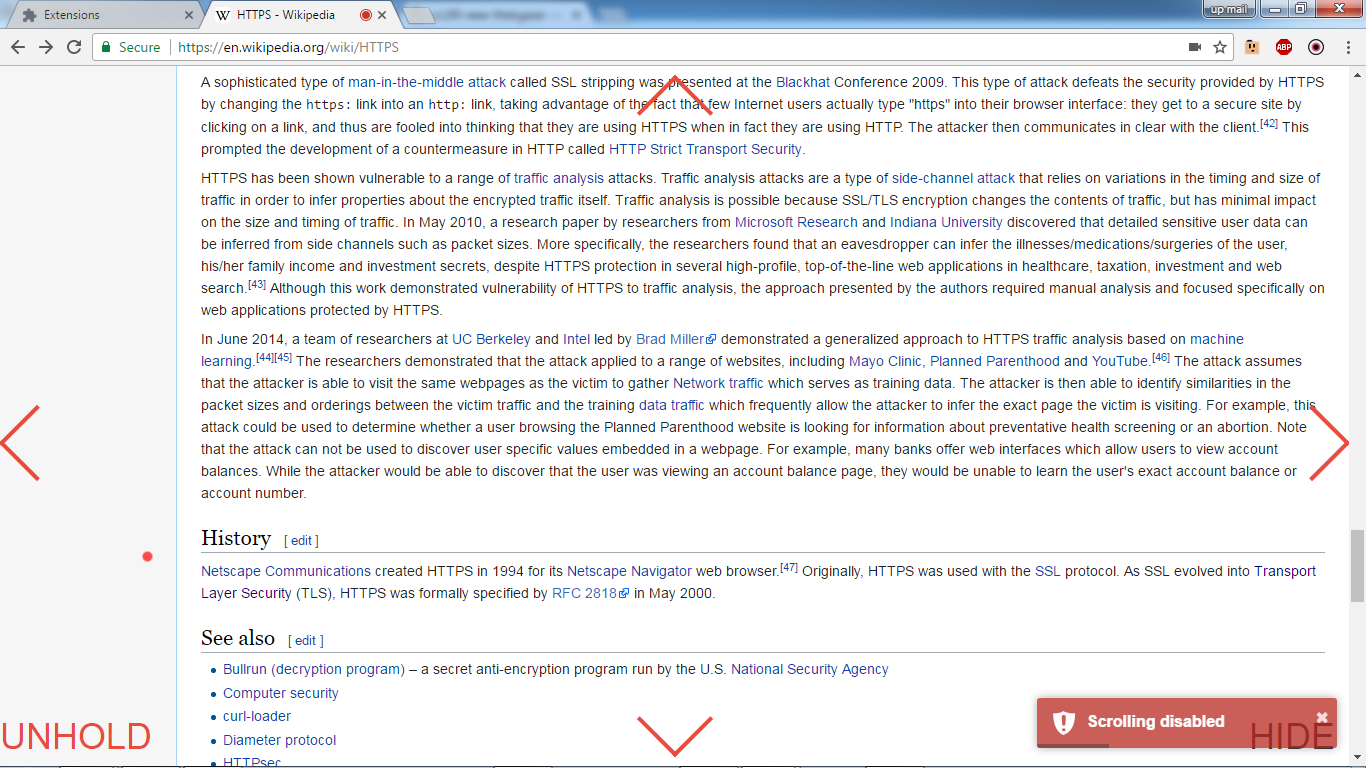 Extensions
HTTPS - Wikipedia
up mail
Secure
https://en.wikipedia.org/wiki/HTTPS
ABP
A sophisticated type of man-in-the-middle attack called SSL stripping was presented at the Blackhat Conference 2009. This type of attack defeats the security provided by HTTPS
by changing the https: link into an http: link, taking advantage of the fact that few Internet users actually type "https" into their browser interface: they get to a secure site by
clicking on a link, and thus are fooled into thinking that they are using HTTPS when in fact they are using HTTP. The attacker then communicates in clear with the client.[42] This
prompted the development of a countermeasure in HTTP called HTTP Strict Transport Security.
HTTPS has been shown vulnerable to a range of traffic analysis attacks. Traffic analysis attacks are a type of side-channel attack that relies on variations in the timing and size of
traffic in order to infer properties about the encrypted traffic itself. Traffic analysis is possible because SSL/TLS encryption changes the contents of traffic, but has minimal impact
on the size and timing of traffic. In May 2010, a research paper by researchers from Microsoft Research and Indiana University discovered that detailed sensitive user data can
be inferred from side channels such as packet sizes. More specifically, the researchers found that an eavesdropper can infer the illnesses/medications/surgeries of the user,
his/her family income and investment secrets, despite HTTPS protection in several high-profile, top-of-the-line web applications in healthcare, taxation, investment and web
search.[43] Although this work demonstrated vulnerability of HTTPS to traffic analysis, the approach presented by the authors required manual analysis and focused specifically on
web applications protected by HTTPS.
In June 2014, a team of researchers at UC Berkeley and Intel led by Brad Miller demonstrated a generalized approach to HTTPS traffic analysis based on machine
learning.[44][45] The researchers demonstrated that the attack applied to a range of websites, including Mayo Clinic, Planned Parenthood and YouTube.[46] The attack assumes
that the attacker is able to visit the same webpages as the victim to gather Network traffic which serves as training data. The attacker is then able to identify similarities in the
packet sizes and orderings between the victim traffic and the training data traffic which frequently allow the attacker to infer the exact page the victim is visiting. For example, this
attack could be used to determine whether a user browsing the Planned Parenthood website is looking for information about preventative health screening or an abortion. Note
that the attack can not be used to discover user specific values embedded in a webpage. For example, many banks offer web interfaces which allow users to view account
balances. While the attacker would be able to discover that the user was viewing an account balance page, they would be unable to learn the user's exact account balance or
account number.
History [ edit ]
Netscape Communications created HTTPS in 1994 for its Netscape Navigator web browser.[47] Originally, HTTPS was used with the SSL protocol. As SSL evolved into Transport
Layer Security (TLS), HTTPS was formally specified by RFC 2818 in May 2000.
See also [ edit ]
Bullrun (decryption program) – a secret anti-encryption program run by the U.S. National Security Agency
Computer security
curl-loader
Diameter protocol
HTTPsec
UNHOLD
Scrolling disabled
HIDE